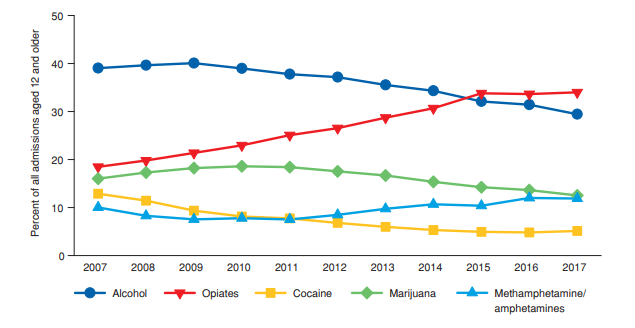 Percent of all admissions aged 12 and older
50
40
30
20
10
0
2007 2008 2009 2010 2011 2012 2013 2014 2015 2016 2017
Alcohol Opiates Cocaine Marijuana Methamphetamine/
amphetamines